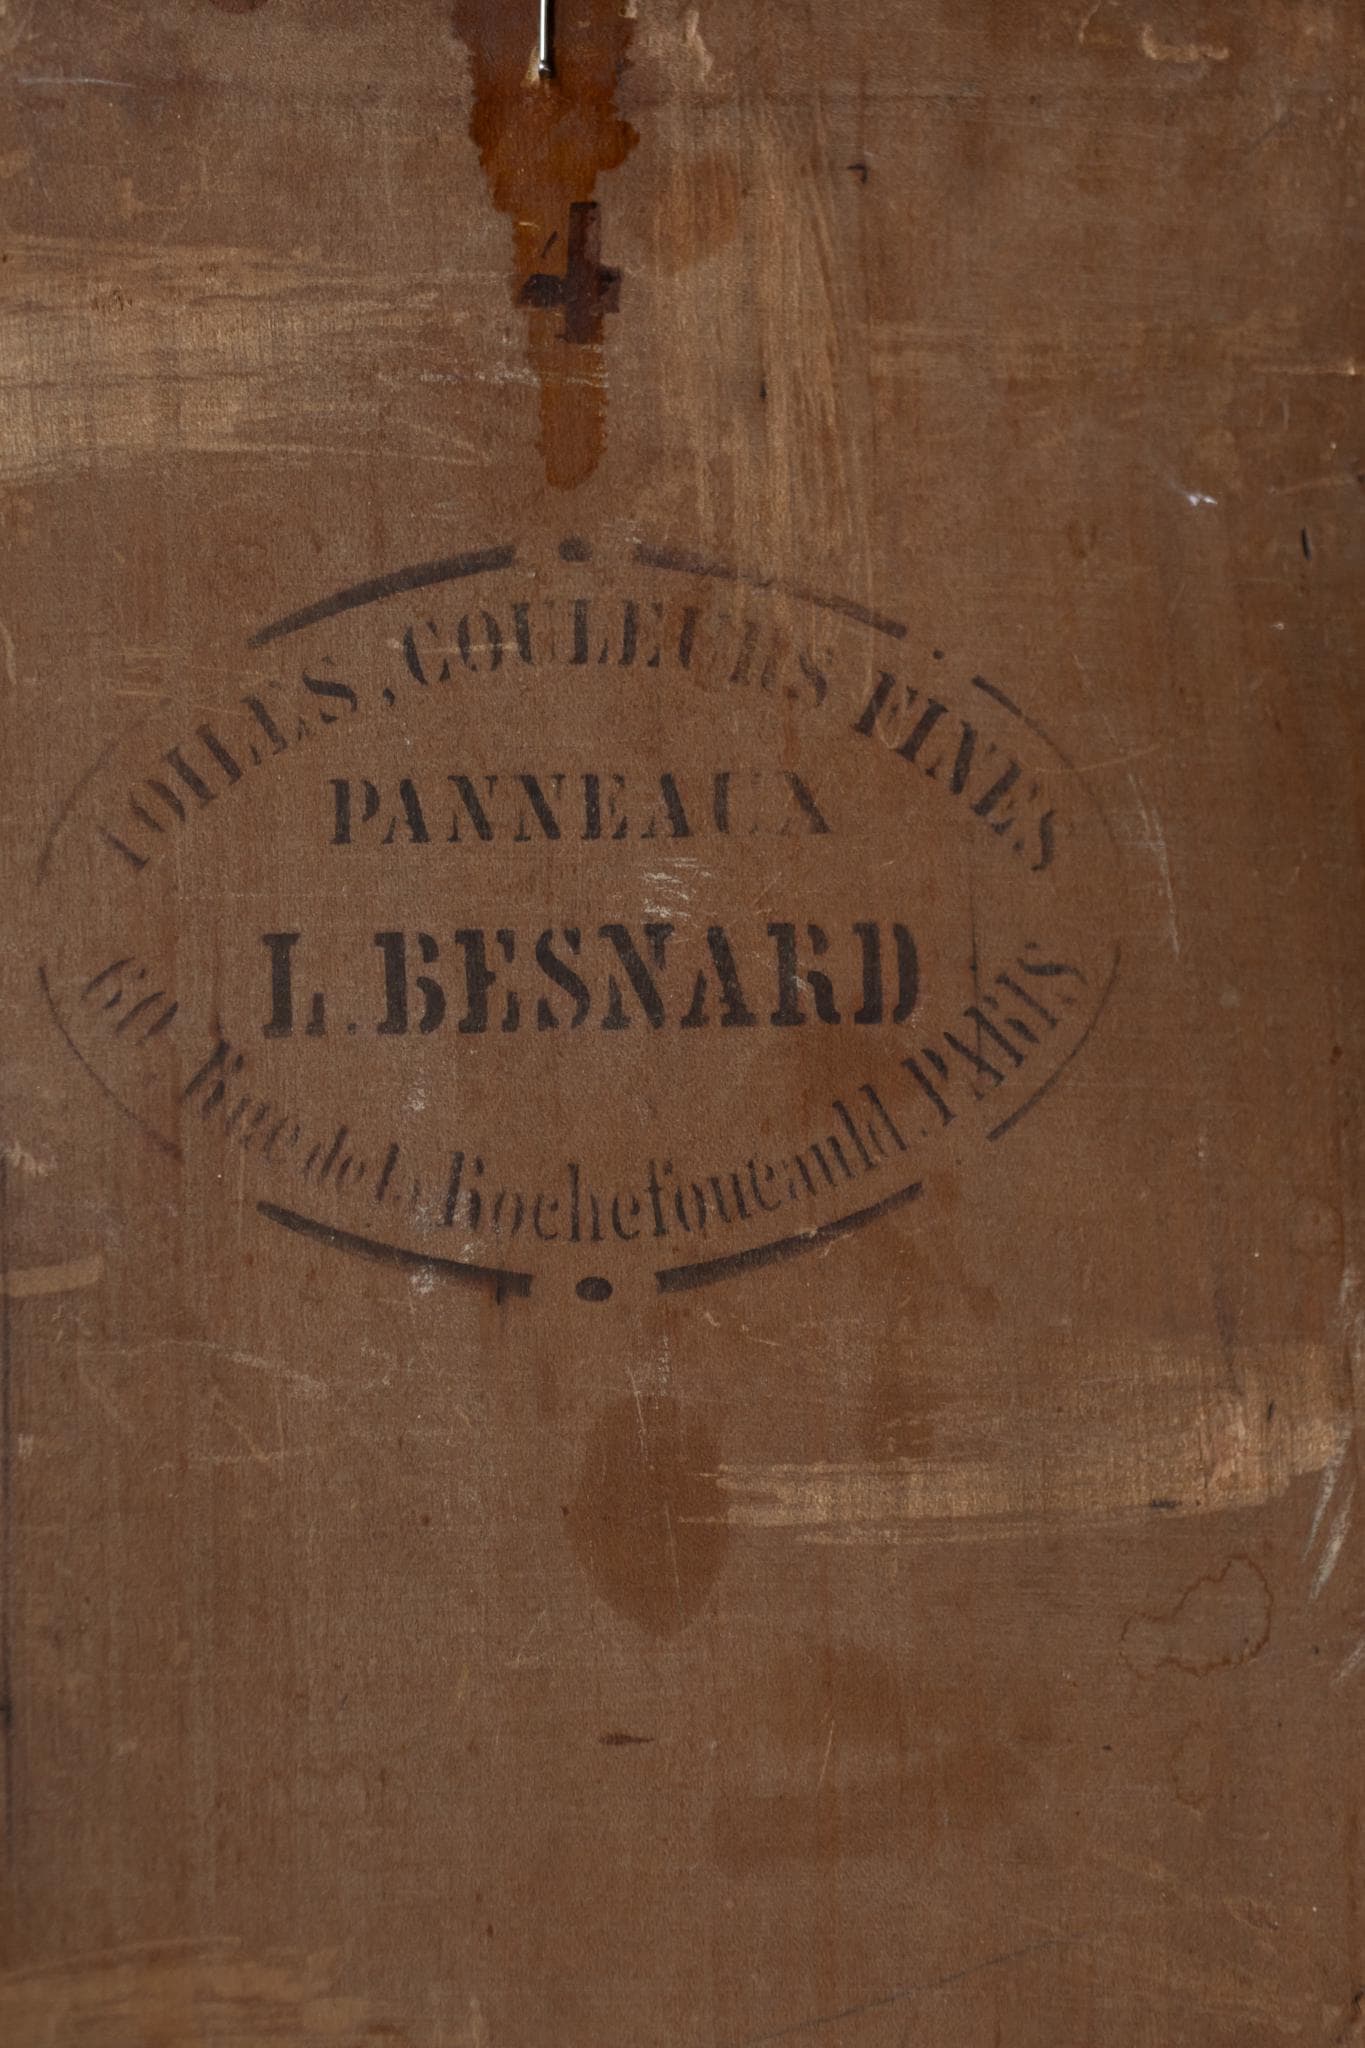 TOILES, COULEURS FINES
PANNEAUX
L. BESNARD
60, Rue de la Rochefoucauld. PARIS